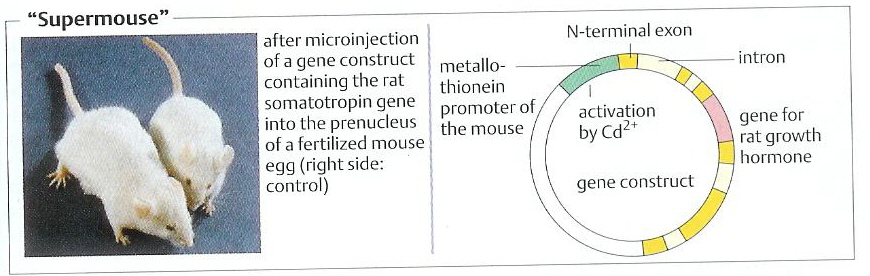 “Supermouse”
after microinjection
of a gene construct
containing the rat
somatotropin gene
into the prenucleus
of a fertilized mouse
egg (right side:
control)
N-terminal exon
metallo-
thionein
promoter of
the mouse
intron
activation
by Cd2+
gene for
rat growth
hormone
gene construct